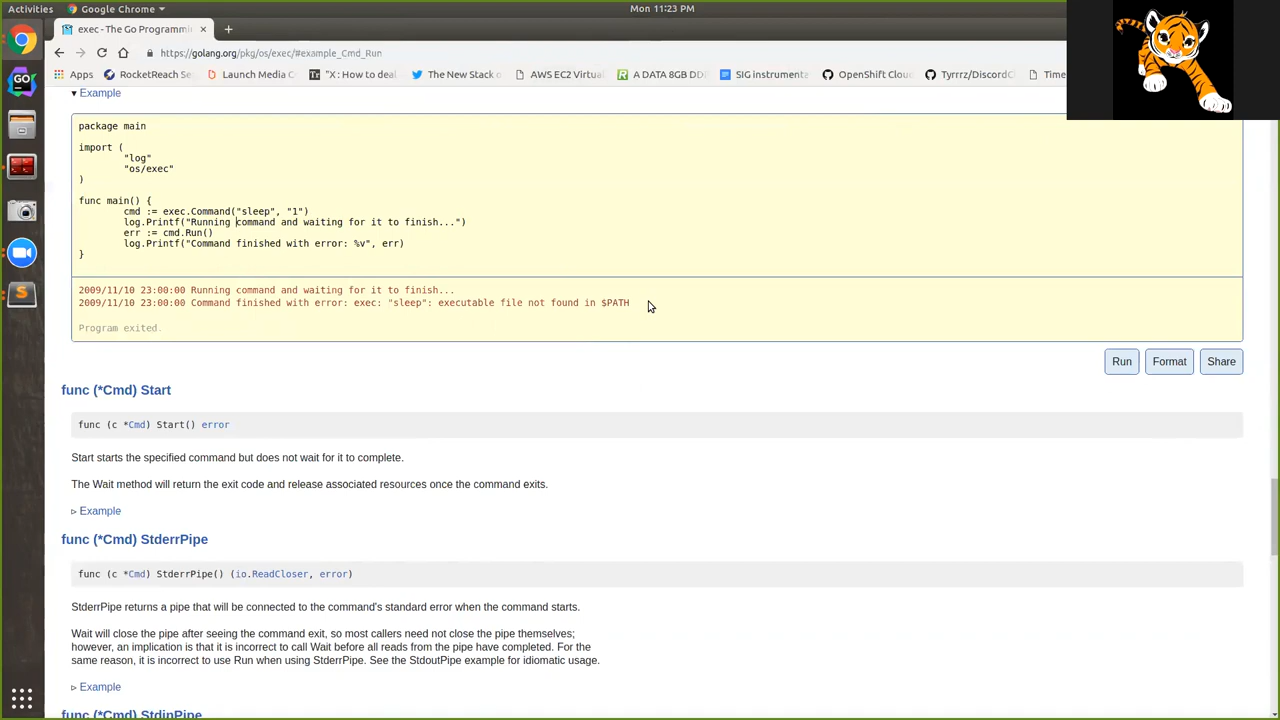 Activities
Google Chrome
Mon 11:23 PM
exec - The Go Programmi
https://golang.org/pkg/os/exec/#example_Cmd_Run
Apps
RocketReach Se
Launch Media C
"X : How to deal
The New Stack o
AWS EC2 Virtual
A DATA 8GB DD
SIG instrumenta
OpenShift Cloud
Tyrrrz/DiscordC
Time
Example
package main
import (
"log"
"os/exec"
)
func main() {
cmd := exec.Command("sleep", "1")
log.Printf("Running command and waiting for it to finish...")
err := cmd.Run()
log.Printf("Command finished with error: %v", err)
}
2009/11/10 23:00:00 Running command and waiting for it to finish...
2009/11/10 23:00:00 Command finished with error: exec: "sleep": executable file not found in $PATH
Program exited.
Run
Format
Share
func (*Cmd) Start
func (c *Cmd) Start() error
Start starts the specified command but does not wait for it to complete.
The Wait method will return the exit code and release associated resources once the command exits.
Example
func (*Cmd) StderrPipe
func (c *Cmd) StderrPipe() (io.ReadCloser, error)
StderrPipe returns a pipe that will be connected to the command's standard error when the command starts.
Wait will close the pipe after seeing the command exit, so most callers need not close the pipe themselves;
however, an implication is that it is incorrect to call Wait before all reads from the pipe have completed. For the
same reason, it is incorrect to use Run when using StderrPipe. See the StdoutPipe example for idiomatic usage.
Example
func (*Cmd) StdinPipe